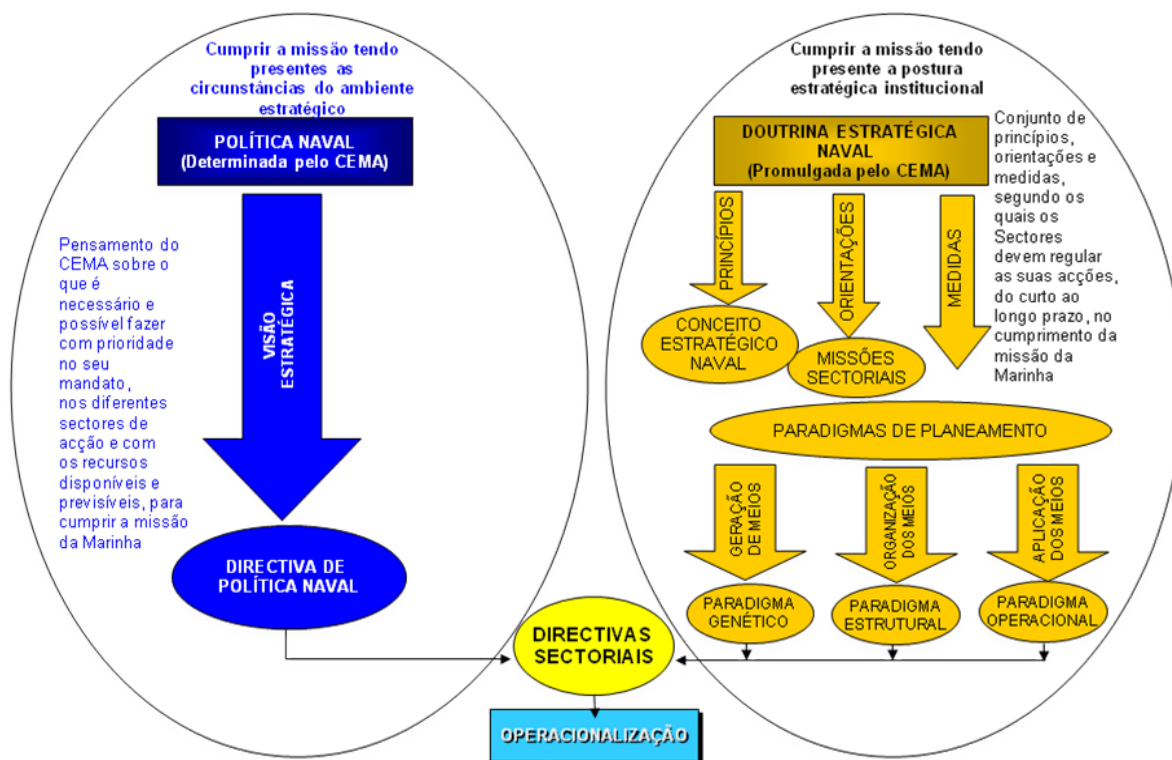 Cumprir a missão tendo
presentes as
circunstâncias do ambiente
estratégico
POLÍTICA NAVAL
(Determinada pelo CEMA)
Pensamento do
CEMA sobre o
que é
necessário e
possível fazer
com prioridade
no seu
mandato,
nos diferentes
sectores de
acção e com
os recursos
disponíveis e
previsíveis, para
cumprir a missão
da Marinha
VISÃO
ESTRATÉGICA
DIRECTIVA DE
POLÍTICA NAVAL
Cumprir a missão tendo
presente a postura
estratégica institucional
DOUTRINA ESTRATÉGICA
NAVAL
(Promulgada pelo CEMA)
Conjunto de
princípios,
orientações e
medidas,
segundo os
quais os
Sectores
devem regular
as suas acções,
do curto ao
longo prazo, no
cumprimento da
missão da
Marinha
PRINCÍPIOS
ORIENTAÇÕES
MEDIDAS
CONCEITO
ESTRATÉGICO
NAVAL
MISSÕES
SECTORIAIS
PARADIGMAS DE PLANEAMENTO
GERAÇÃO
DE MEIOS
ORGANIZAÇÃO
DOS MEIOS
APLICAÇÃO
DOS MEIOS
PARADIGMA
GENÉTICO
PARADIGMA
ESTRUTURAL
PARADIGMA
OPERACIONAL
DIRECTIVAS
SECTORIAIS
OPERACIONALIZAÇÃO